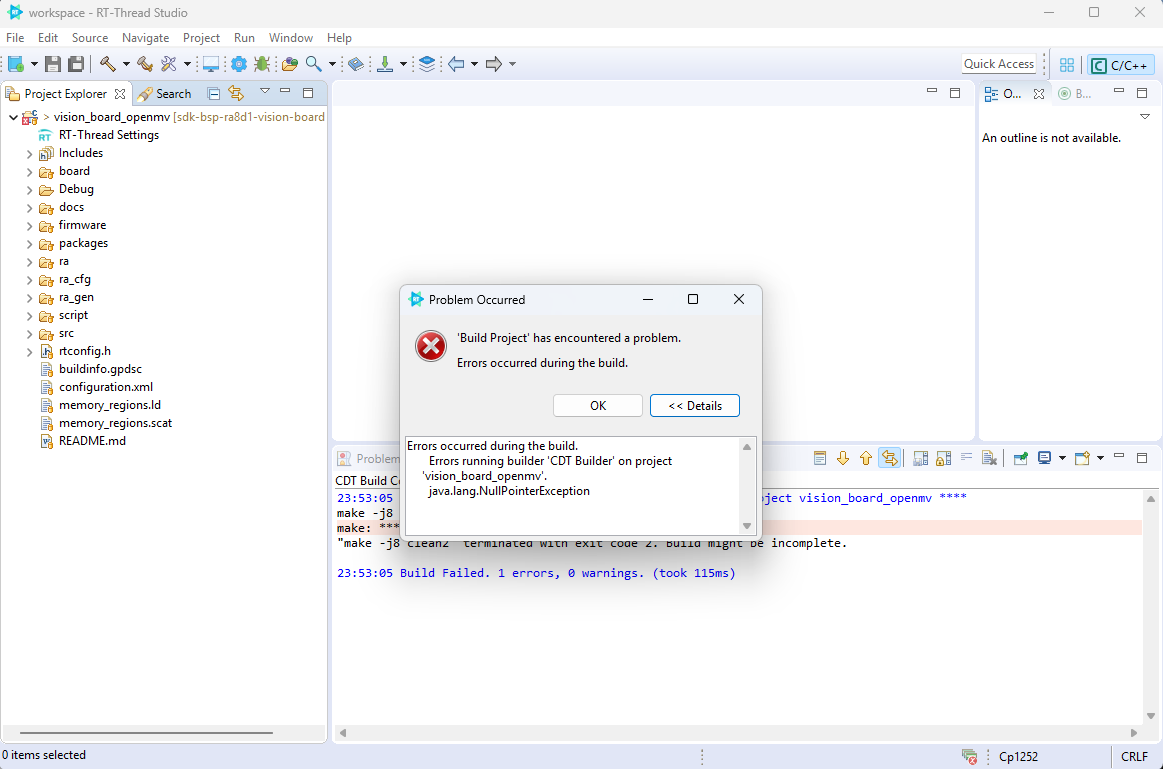 workspace - RT-Thread Studio
File Edit Source Navigate Project Run Window Help
Quick Access
C/C++
Project Explorer
Search
O...
B...
> vision_board_openmv [sdk-bsp-ra8d1-vision-board
RT-Thread Settings
Includes
board
Debug
docs
firmware
packages
ra
ra_cfg
ra_gen
script
src
rtconfig.h
buildinfo.gpdsc
configuration.xml
memory_regions.ld
memory_regions.scat
README.md
An outline is not available.
Problem Occurred
'Build Project' has encountered a problem.
Errors occurred during the build.
OK
<< Details
Errors occurred during the build.
Errors running builder 'CDT Builder' on project
'vision_board_openmv'.
java.lang.NullPointerException
Problem
CDT Build Co
23:53:05
ject vision_board_openmv ****
make -j8
make: ***
"make -j8 clean2" terminated with exit code 2. Build might be incomplete.
23:53:05 Build Failed. 1 errors, 0 warnings. (took 115ms)
0 items selected
Cp1252
CRLF